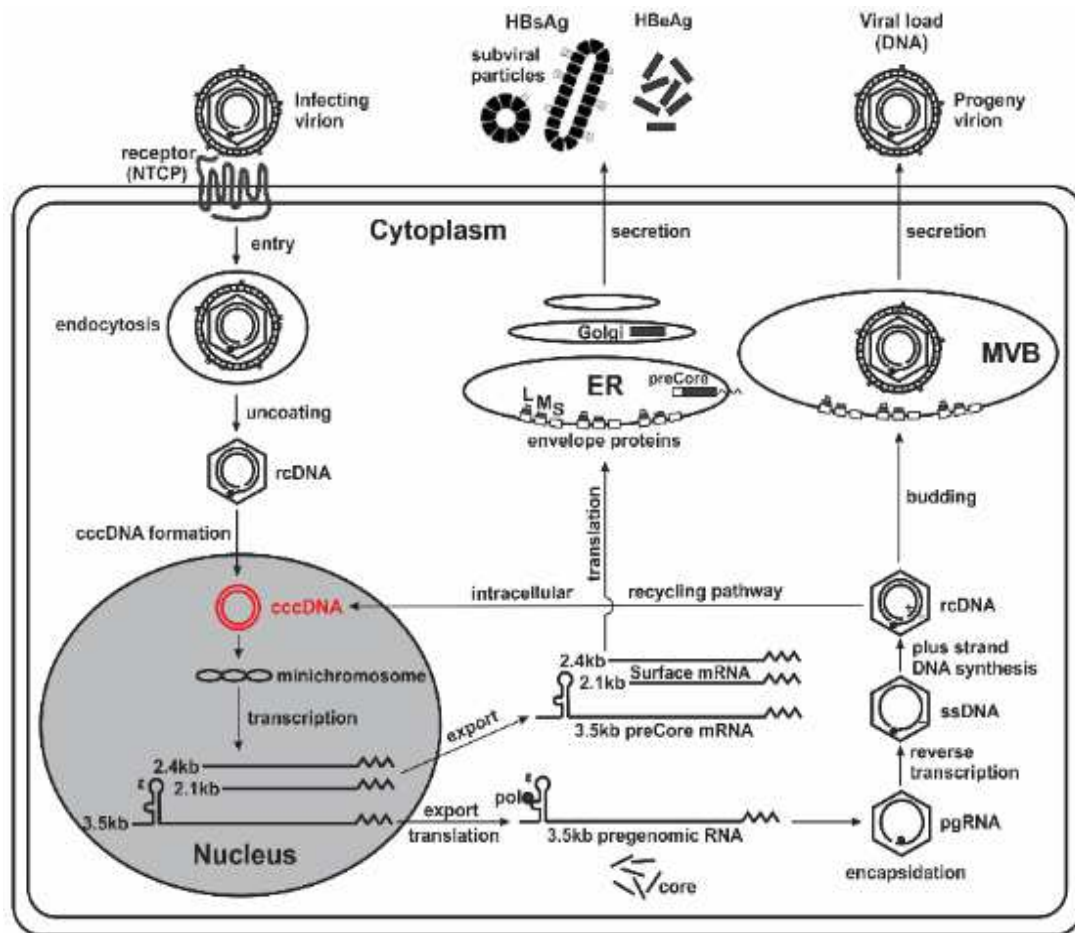 HBsAg
HBeAg
Viral load
(DNA)
subviral
particles
Infecting
virion
Progeny
virion
receptor
(NTCP)
Cytoplasm
entry
secretion
secretion
endocytosis
Golgi
MVB
ER
preCore
L
M
S
envelope proteins
uncoating
rcDNA
budding
cccDNA formation
translation
cccDNA
intracellular
recycling pathway
rcDNA
minichromosome
2.4kb
Surface mRNA
2.1kb
plus strand
DNA synthesis
transcription
export
3.5kb preCore mRNA
ssDNA
2.4kb
ε
2.1kb
reverse
transcription
3.5kb
export
translation
ε
pol
3.5kb pregenomic RNA
pgRNA
Nucleus
core
encapsidation